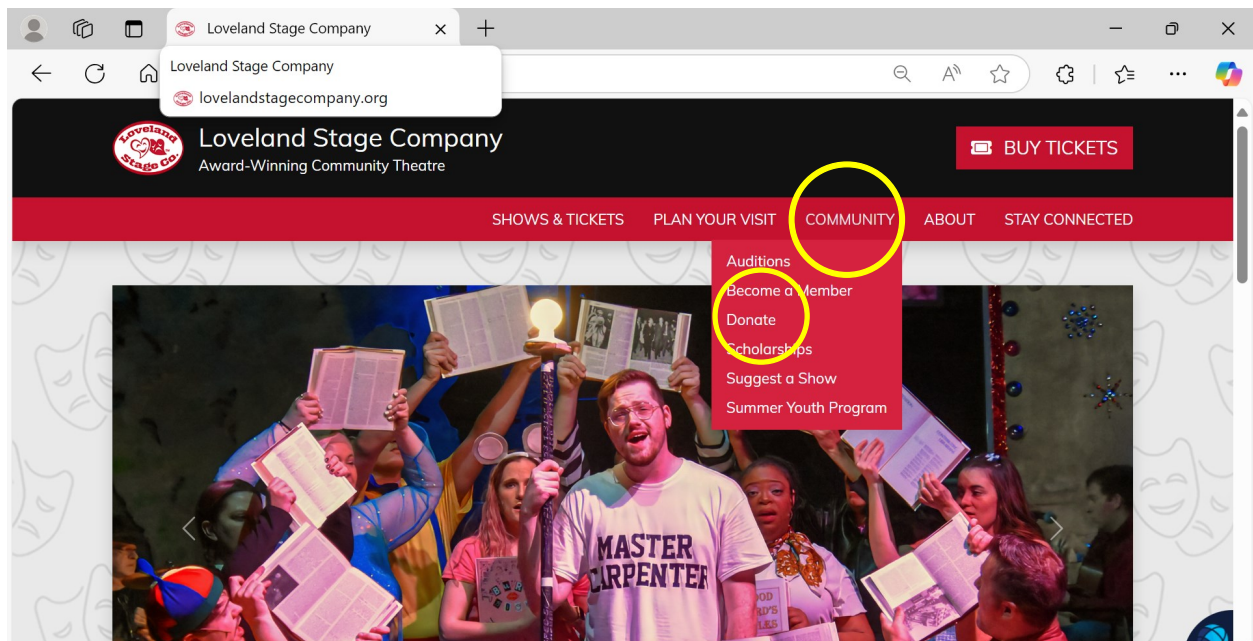 Loveland Stage Company
Loveland Stage Company
lovelandstagecompany.org
Loveland
Stage Co.
Loveland Stage Company
Award-Winning Community Theatre
BUY TICKETS
SHOWS & TICKETS PLAN YOUR VISIT COMMUNITY ABOUT STAY CONNECTED
Auditions
Become a Member
Donate
Scholarships
Suggest a Show
Summer Youth Program
MASTER
CARPENTER